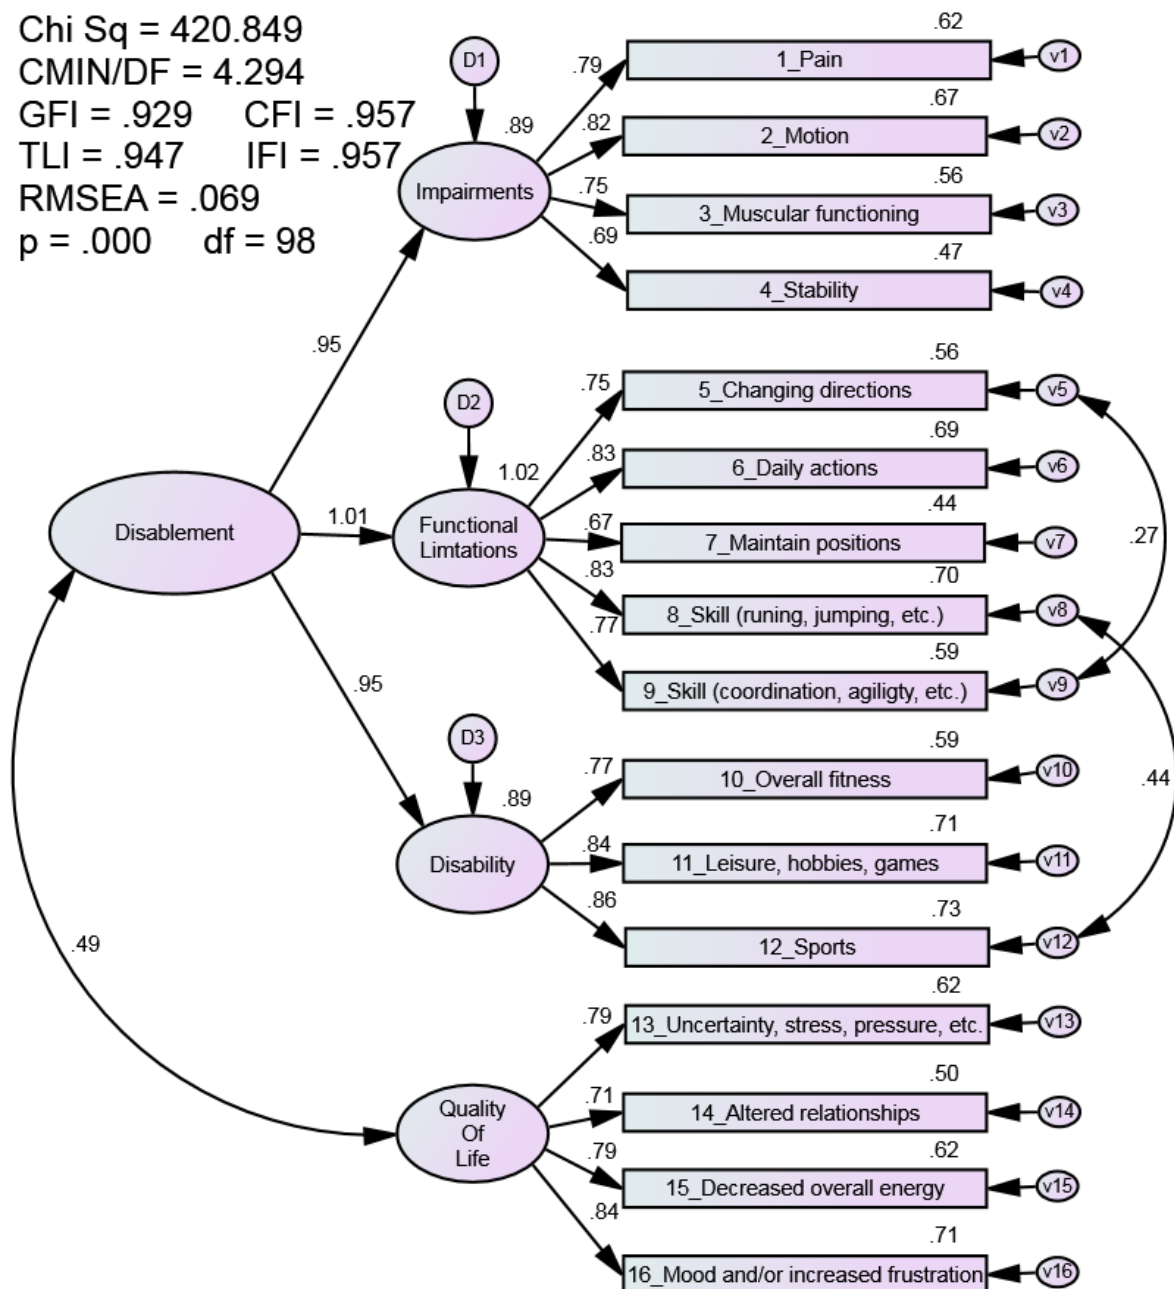 Chi Sq = 420.849
CMIN/DF = 4.294
GFI = .929 CFI = .957
TLI = .947 IFI = .957
RMSEA = .069
p = .000 df = 98
D1
.89
Impairments
.79
.82
.75
.69
.62
1_Pain
v1
.67
2_Motion
v2
.56
3_Muscular functioning
v3
.47
4_Stability
v4
.95
D2
1.02
1.01
Functional
Limtations
Disablement
.75
.83
.67
.83
.77
.56
5_Changing directions
v5
.69
6_Daily actions
v6
.44
7_Maintain positions
v7
.70
8_Skill (runing, jumping, etc.)
v8
.59
9_Skill (coordination, agiligty, etc.)
v9
.27
.44
.95
D3
.89
Disability
.77
.84
.86
.59
10_Overall fitness
v10
.71
11_Leisure, hobbies, games
v11
.73
12_Sports
v12
.49
Quality
Of
Life
.79
.71
.79
.84
.62
13_Uncertainty, stress, pressure, etc.
v13
.50
14_Altered relationships
v14
.62
15_Decreased overall energy
v15
.71
16_Mood and/or increased frustration
v16